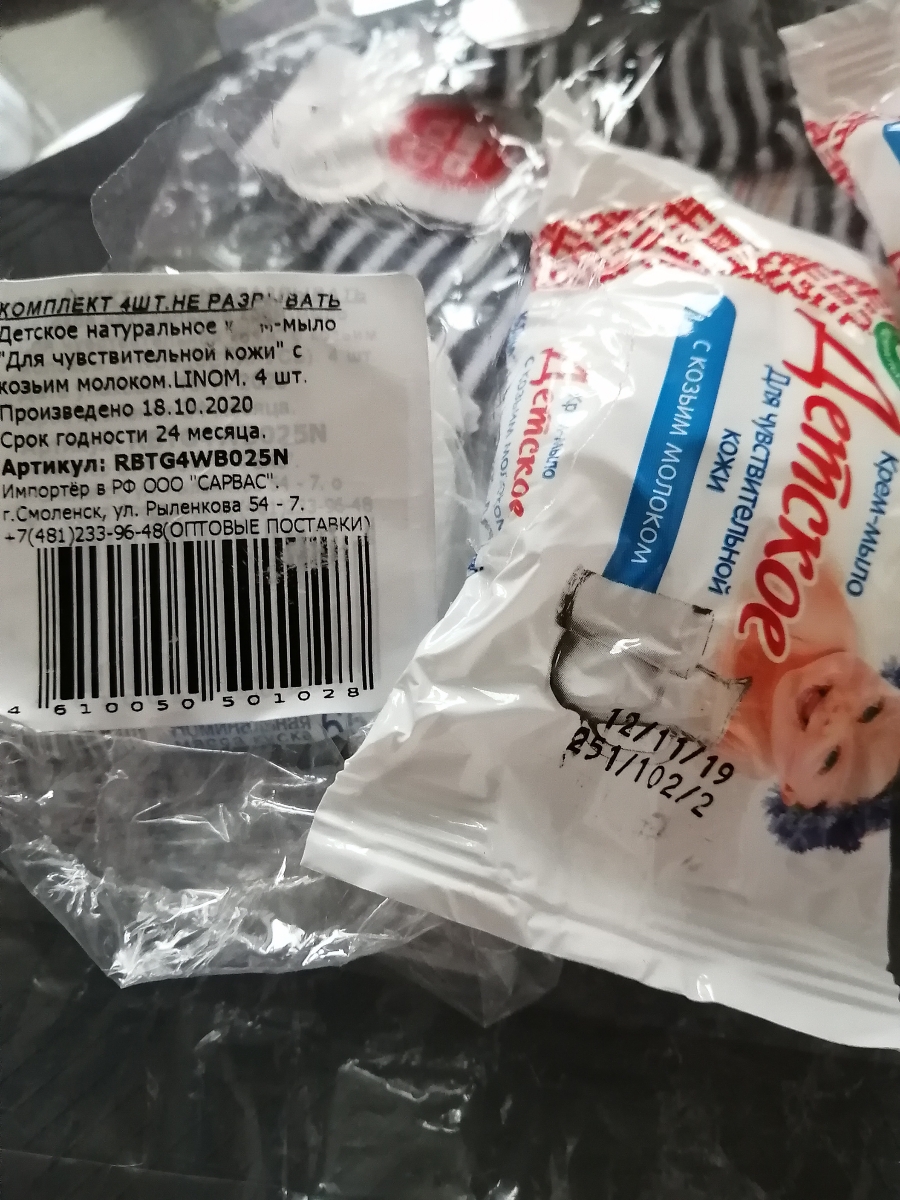 КОМПЛЕКТ 4ШТ.НЕ РАЗРЫВАТЬ
Детское натуральное крем-мыло
"Для чувствительной кожи" с
козьим молоком.LINOM. 4 шт.
Произведено 18.10.2020
Срок годности 24 месяца.
Артикул: RBTG4WB025N
Импортёр в РФ ООО "САРВАС".
г.Смоленск, ул. Рыленкова 54 - 7.
+7(481)233-96-48(ОПТОВЫЕ ПОСТАВКИ)
4 610050 501028
Крем-мыло
Детское
Для чувствительной
кожи
С КОЗЬИМ МОЛОКОМ
12/11/19
251/102/2
мыло
Детское
с козьим молоком